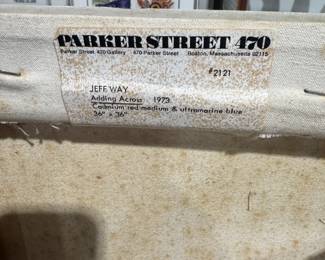 PARKER STREET 470
Parker Street 470 Gallery / 470 Parker Street Boston, Massachusetts 02115
#2121
JEFF WAY
Adding Across 1973
Cadmium red medium & ultramarine blue
36" x 36"